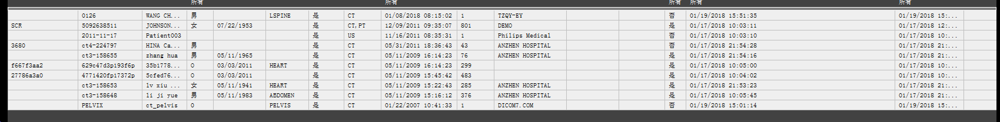 所有 所有 所有 所有 所有
0126 WANG CH... 男 LSPINE 是 CT 01/08/2018 08:15:02 1 TZQY-EY 否 01/19/2018 15:51:35 01/19/2018 15:...
SCR 5092638511 JOHNSON... 女 07/22/1953 是 CT,PT 12/09/2011 09:35:07 801 DEMO 是 01/17/2018 10:03:11 01/17/2018 12:...
2011-11-17 Patient003 是 US 11/16/2011 08:35:31 1 Philips Medical 否 01/17/2018 10:03:10 01/17/2018 10:...
3680 ct4-224797 HINA Ca... 男 是 CT 05/31/2011 18:36:43 43 ANZHEN HOSPITAL 否 01/17/2018 21:54:28 01/17/2018 21:...
ct3-158655 zhang hua 男 05/11/1965 是 CT 05/11/2009 16:14:23 76 ANZHEN HOSPITAL 是 01/17/2018 21:54:16 01/17/2018 21:...
f667f3aa2 629c47d3p193f6p 35b1778... O 03/03/2011 HEART 是 CT 05/11/2009 16:14:23 299 否 01/17/2018 10:05:00 01/17/2018 10:...
27786a3a0 4771420fp17372p 5cfed76... O 03/03/2011 是 CT 05/11/2009 15:45:42 483 是 01/17/2018 10:04:02 01/17/2018 10:...
ct3-158653 lv xiu ... 女 05/11/1941 HEART 是 CT 05/11/2009 15:22:43 285 ANZHEN HOSPITAL 是 01/17/2018 21:53:23 01/17/2018 21:...
ct3-158648 li ji yue 男 05/11/1983 ABDOMEN 是 CT 05/11/2009 15:16:12 376 ANZHEN HOSPITAL 是 01/17/2018 10:05:45 01/17/2018 21:...
PELVIX ct_pelvis O PELVIS 是 CT 01/22/2007 10:41:33 1 DICOM7.COM 否 01/19/2018 15:01:14 01/19/2018 15:...